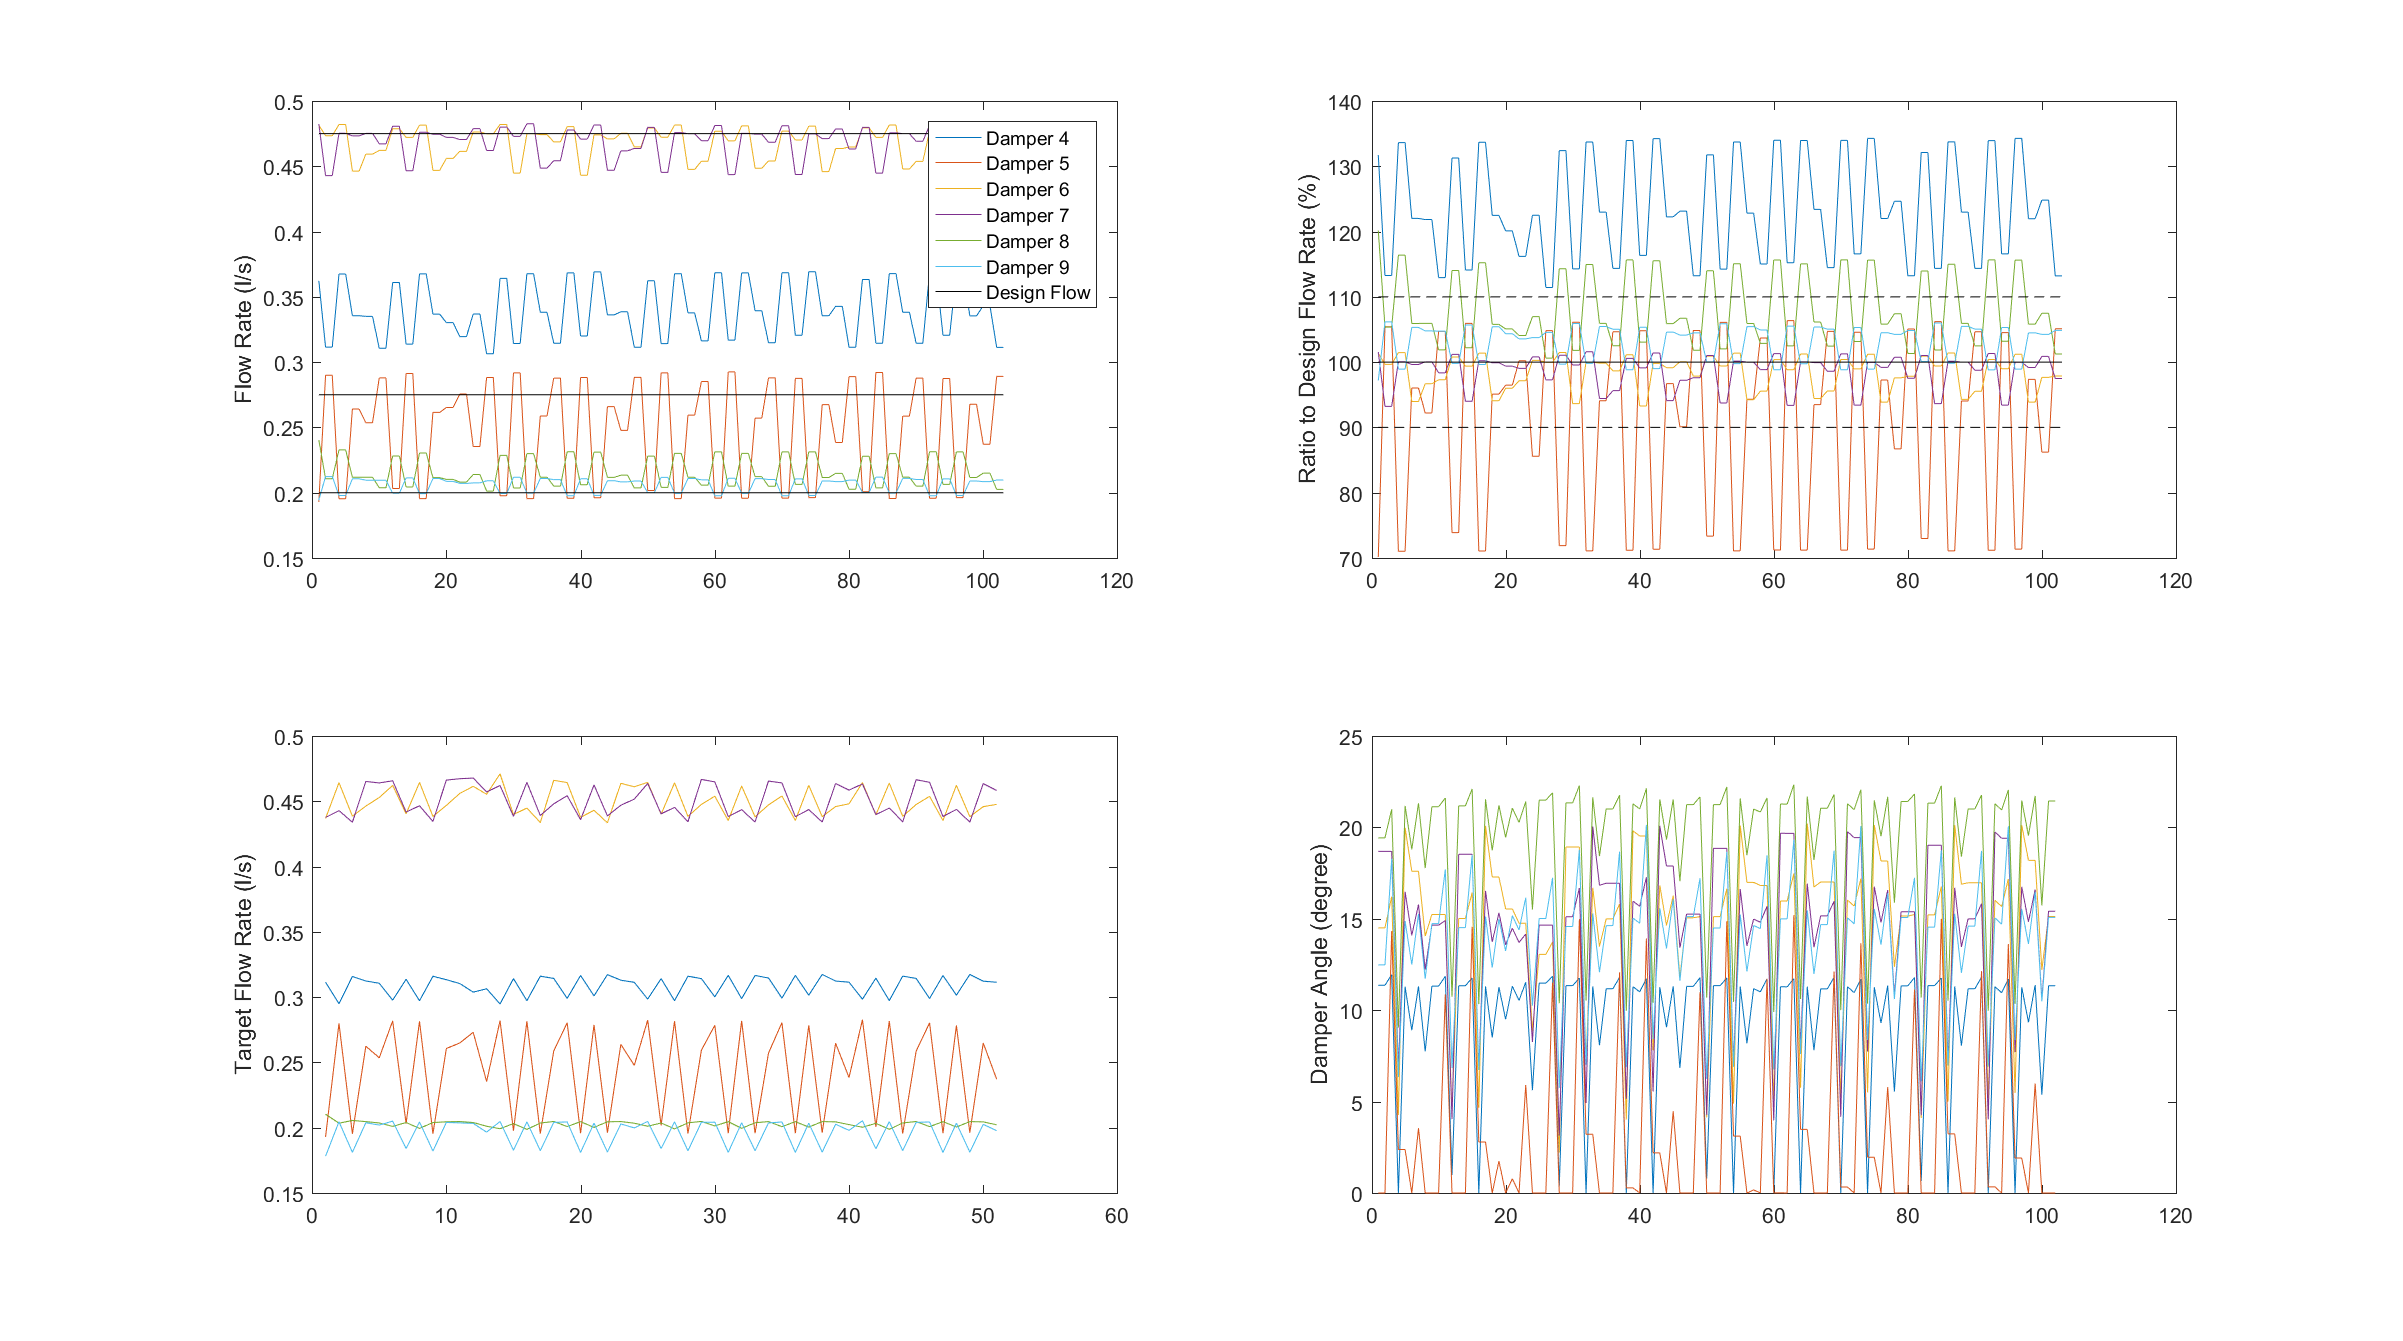 0.5
0.45
0.4
0.35
0.3
0.25
0.2
0.15
0 20 40 60 80 100 120
Flow Rate (l/s)
Damper 4
Damper 5
Damper 6
Damper 7
Damper 8
Damper 9
Design Flow
140
130
120
110
100
90
80
70
0 20 40 60 80 100 120
Ratio to Design Flow Rate (%)
0.5
0.45
0.4
0.35
0.3
0.25
0.2
0.15
0 10 20 30 40 50 60
Target Flow Rate (l/s)
25
20
15
10
5
0
0 20 40 60 80 100 120
Damper Angle (degree)